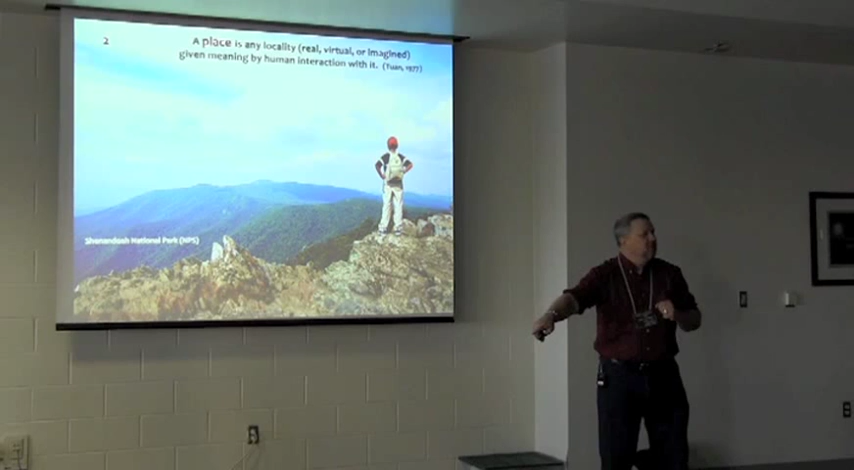 2
A place is any locality (real, virtual, or imagined)
given meaning by human interaction with it. (Tuan, 1977)
Shenandoah National Park (NPS)